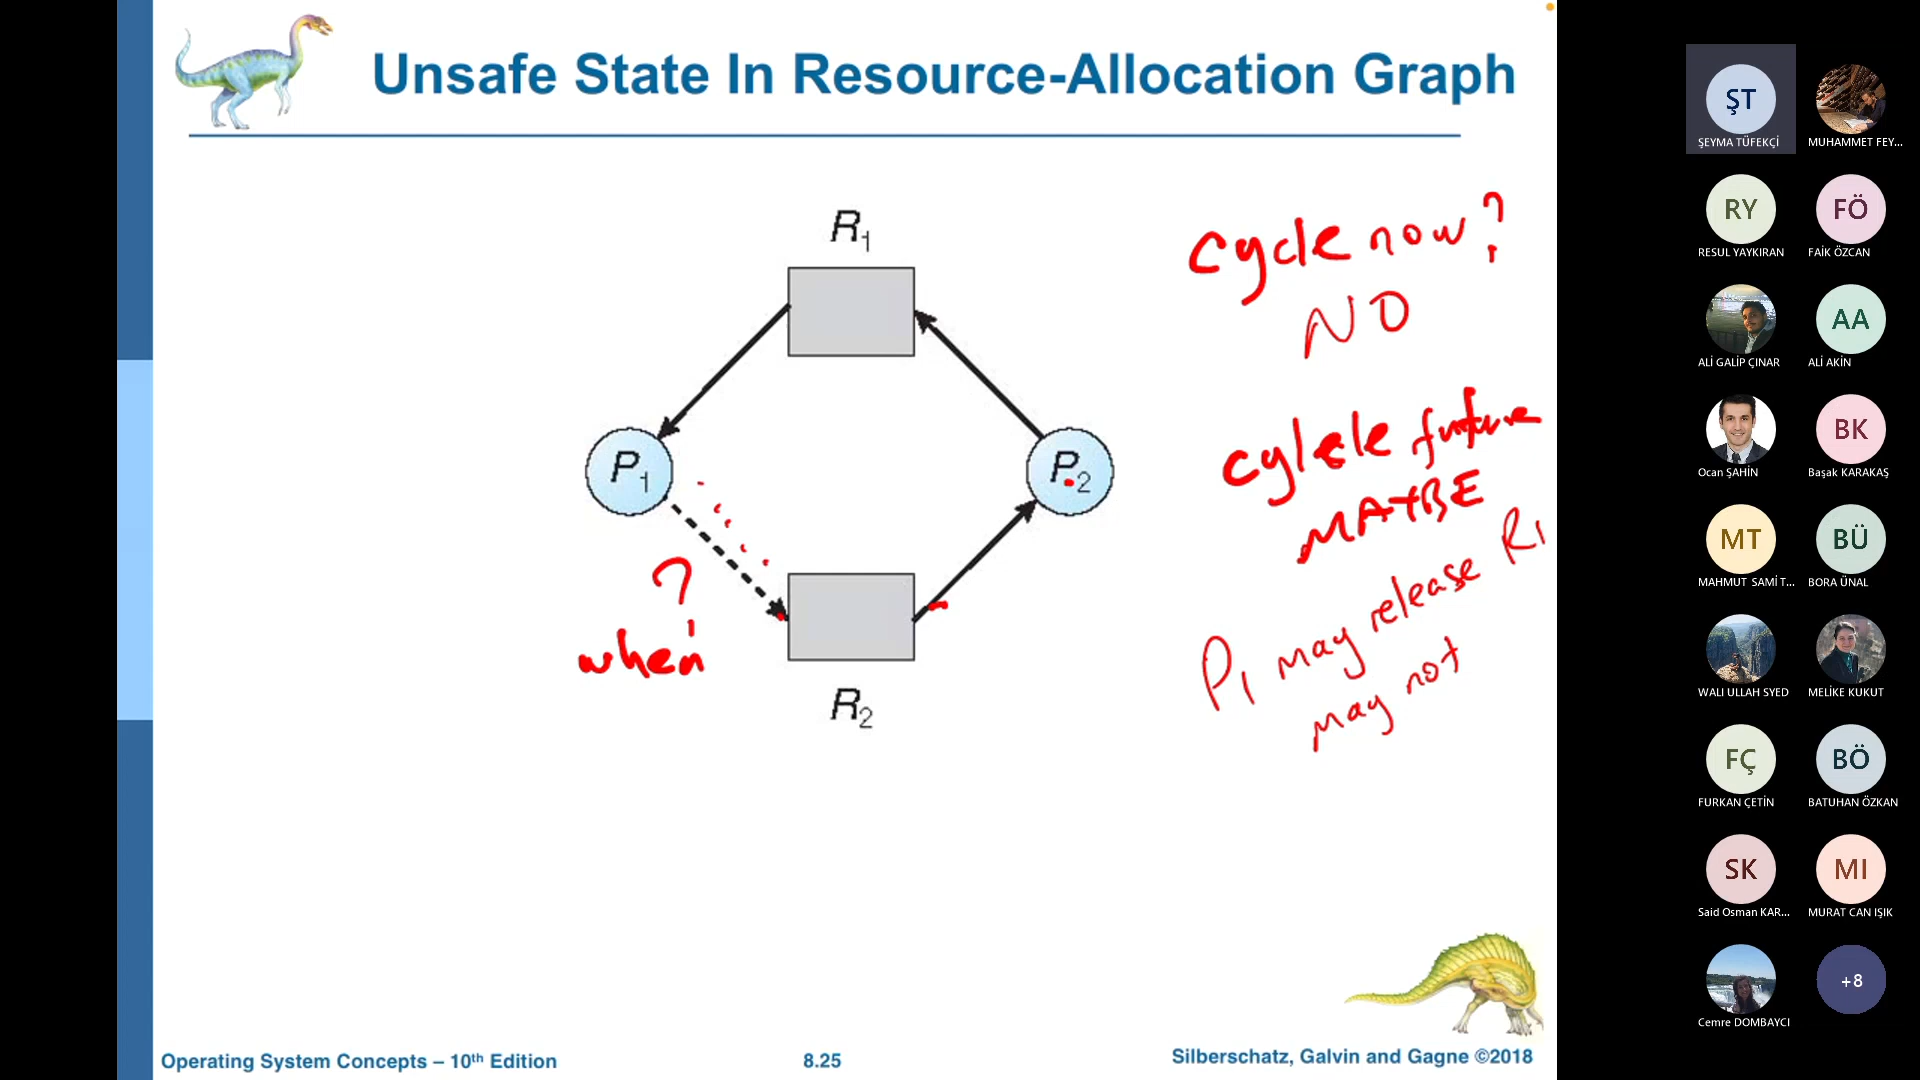 Unsafe State In Resource-Allocation Graph
R1
cycle now?
NO
P1
P2
cylcle future
MAYBE
?
when
R2
P1 may release R1
may not
Operating System Concepts – 10th Edition
8.25
Silberschatz, Galvin and Gagne ©2018
ŞT
ŞEYMA TÜFEKÇİ
MUHAMMET FEY...
RY
RESUL YAYKIRAN
FÖ
FAİK ÖZCAN
ALİ GALİP ÇINAR
AA
ALİ AKİN
Ocan ŞAHİN
BK
Başak KARAKAŞ
MT
MAHMUT SAMİ T...
BÜ
BORA ÜNAL
WALI ULLAH SYED
MELİKE KUKUT
FÇ
FURKAN ÇETİN
BÖ
BATUHAN ÖZKAN
SK
Said Osman KAR...
MI
MURAT CAN IŞIK
Cemre DOMBAYCI
+8